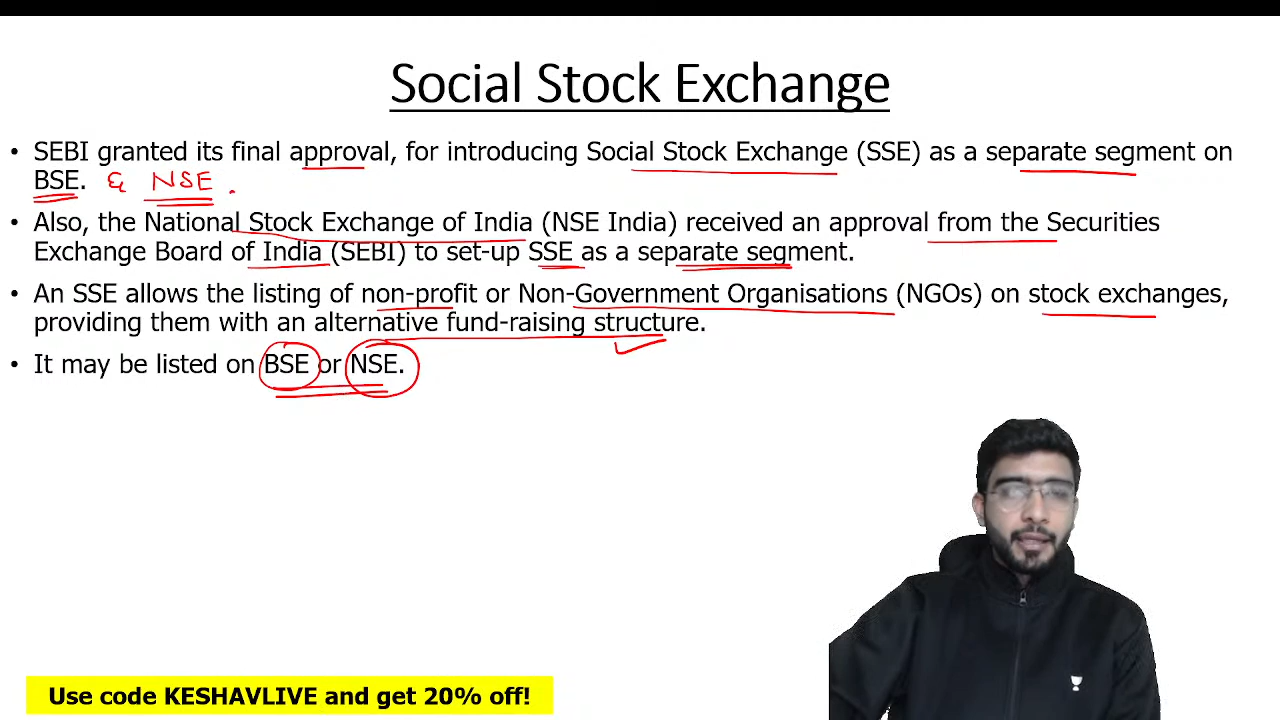 Social Stock Exchange
• SEBI granted its final approval, for introducing Social Stock Exchange (SSE) as a separate segment on
BSE. & NSE.
• Also, the National Stock Exchange of India (NSE India) received an approval from the Securities
Exchange Board of India (SEBI) to set-up SSE as a separate segment.
• An SSE allows the listing of non-profit or Non-Government Organisations (NGOs) on stock exchanges,
providing them with an alternative fund-raising structure.
• It may be listed on BSE or NSE.
Use code KESHAVLIVE and get 20% off!